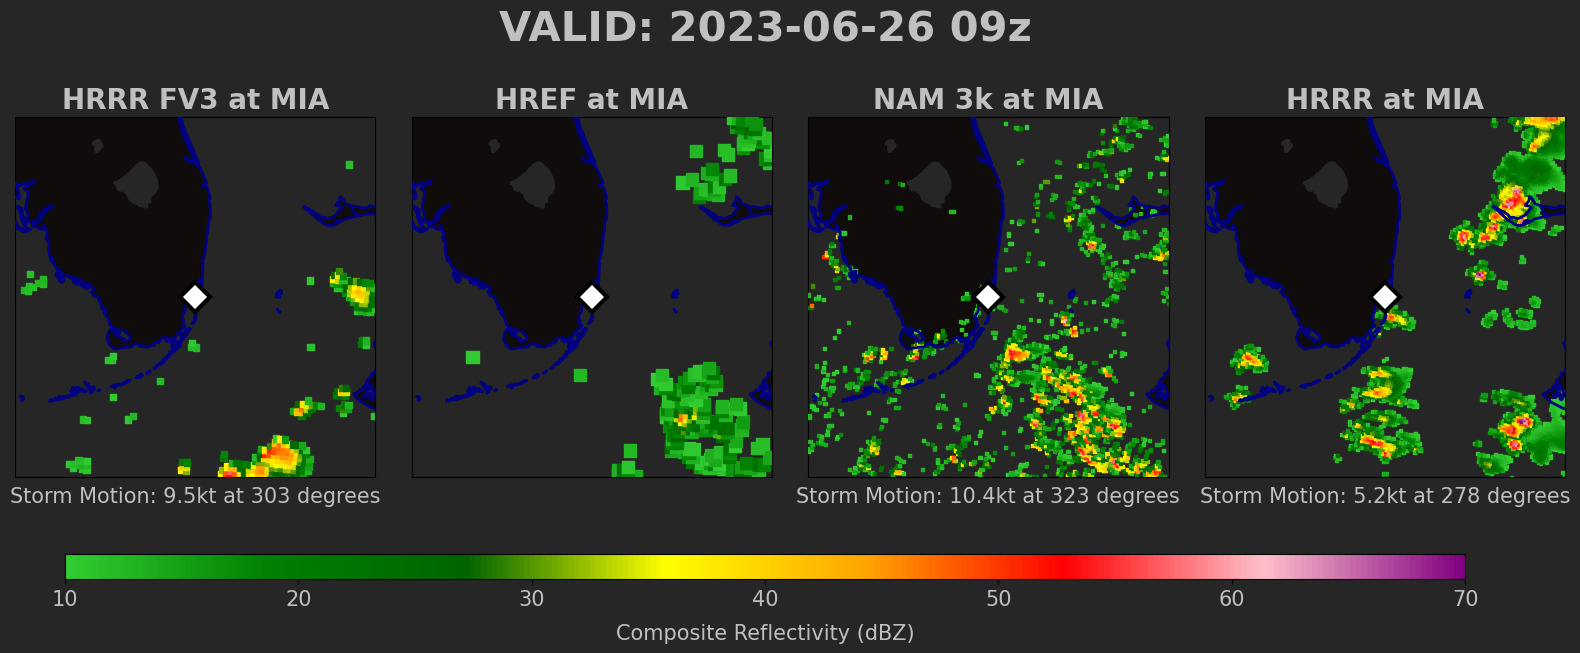 VALID: 2023-06-26 09z
HRRR FV3 at MIA
HREF at MIA
NAM 3k at MIA
HRRR at MIA
Storm Motion: 9.5kt at 303 degrees
Storm Motion: 10.4kt at 323 degrees
Storm Motion: 5.2kt at 278 degrees
10 20 30 40 50 60 70
Composite Reflectivity (dBZ)